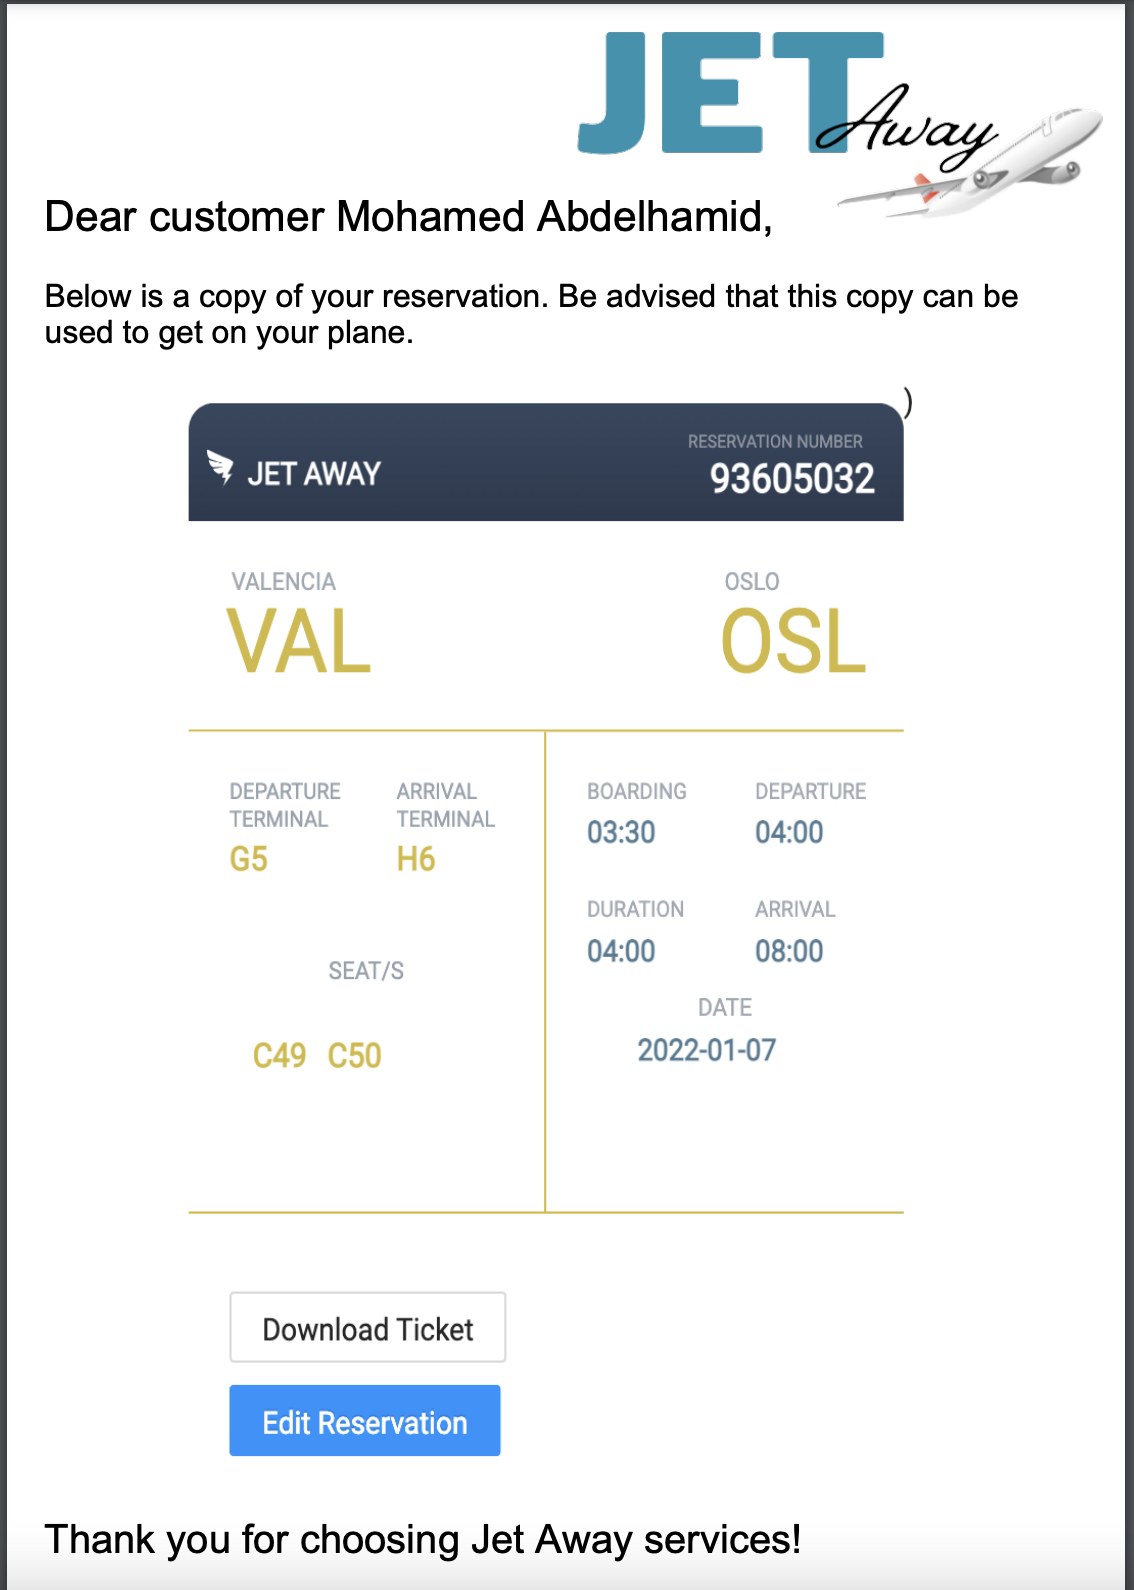 JET
Away
Dear customer Mohamed Abdelhamid,
Below is a copy of your reservation. Be advised that this copy can be
used to get on your plane.
)
JET AWAY
RESERVATION NUMBER
93605032
VALENCIA
VAL
OSLO
OSL
DEPARTURE
TERMINAL
G5
ARRIVAL
TERMINAL
H6
SEAT/S
C49 C50
BOARDING
03:30
DEPARTURE
04:00
DURATION
04:00
ARRIVAL
08:00
DATE
2022-01-07
Download Ticket
Edit Reservation
Thank you for choosing Jet Away services!